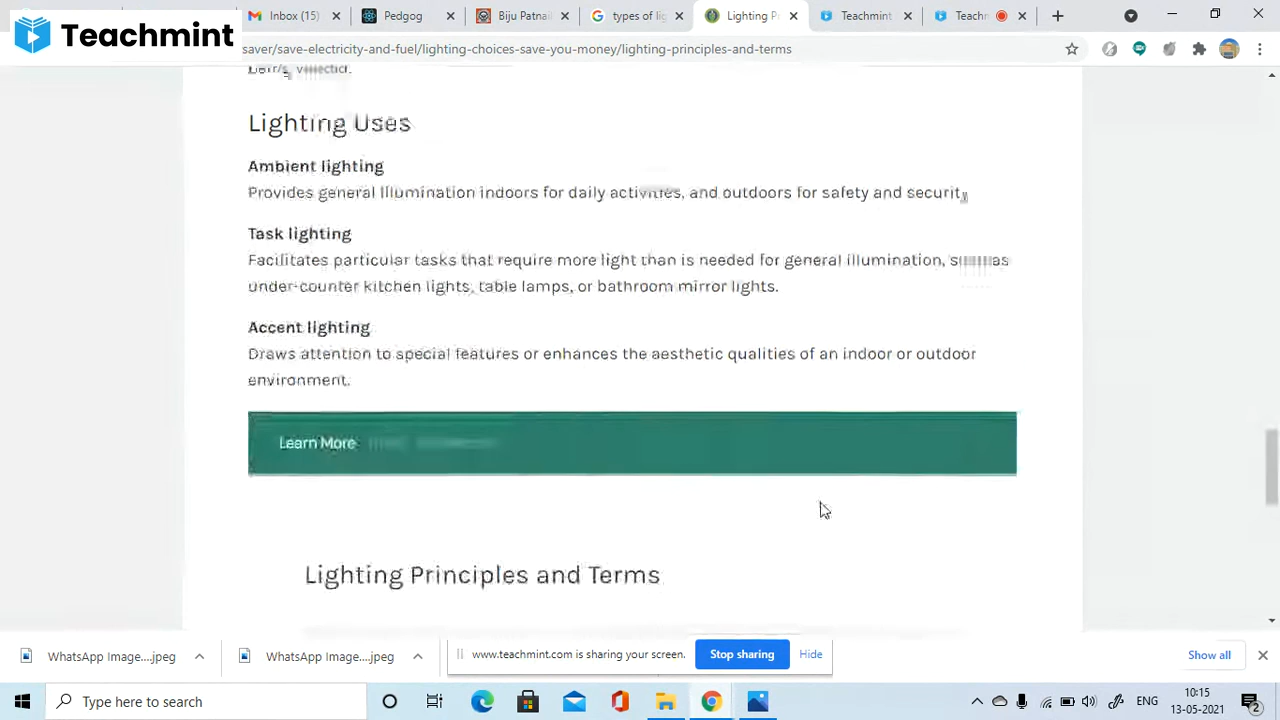 Teachmint
Inbox (15)
Pedgog
Biju Patnai
types of lig
Lighting P
Teachmint
Teachm
saver/save-electricity-and-fuel/lighting-choices-save-you-money/lighting-principles-and-terms
Lighting Uses
Ambient lighting
Provides general illumination indoors for daily activities, and outdoors for safety and security
Task lighting
Facilitates particular tasks that require more light than is needed for general illumination, such as
under-counter kitchen lights, table lamps, or bathroom mirror lights.
Accent lighting
Draws attention to special features or enhances the aesthetic qualities of an indoor or outdoor
environment.
Learn More
Lighting Principles and Terms
WhatsApp Image....jpeg
WhatsApp Image....jpeg
www.teachmint.com is sharing your screen.
Stop sharing
Hide
Show all
Type here to search
ENG
10:15
13-05-2021
2